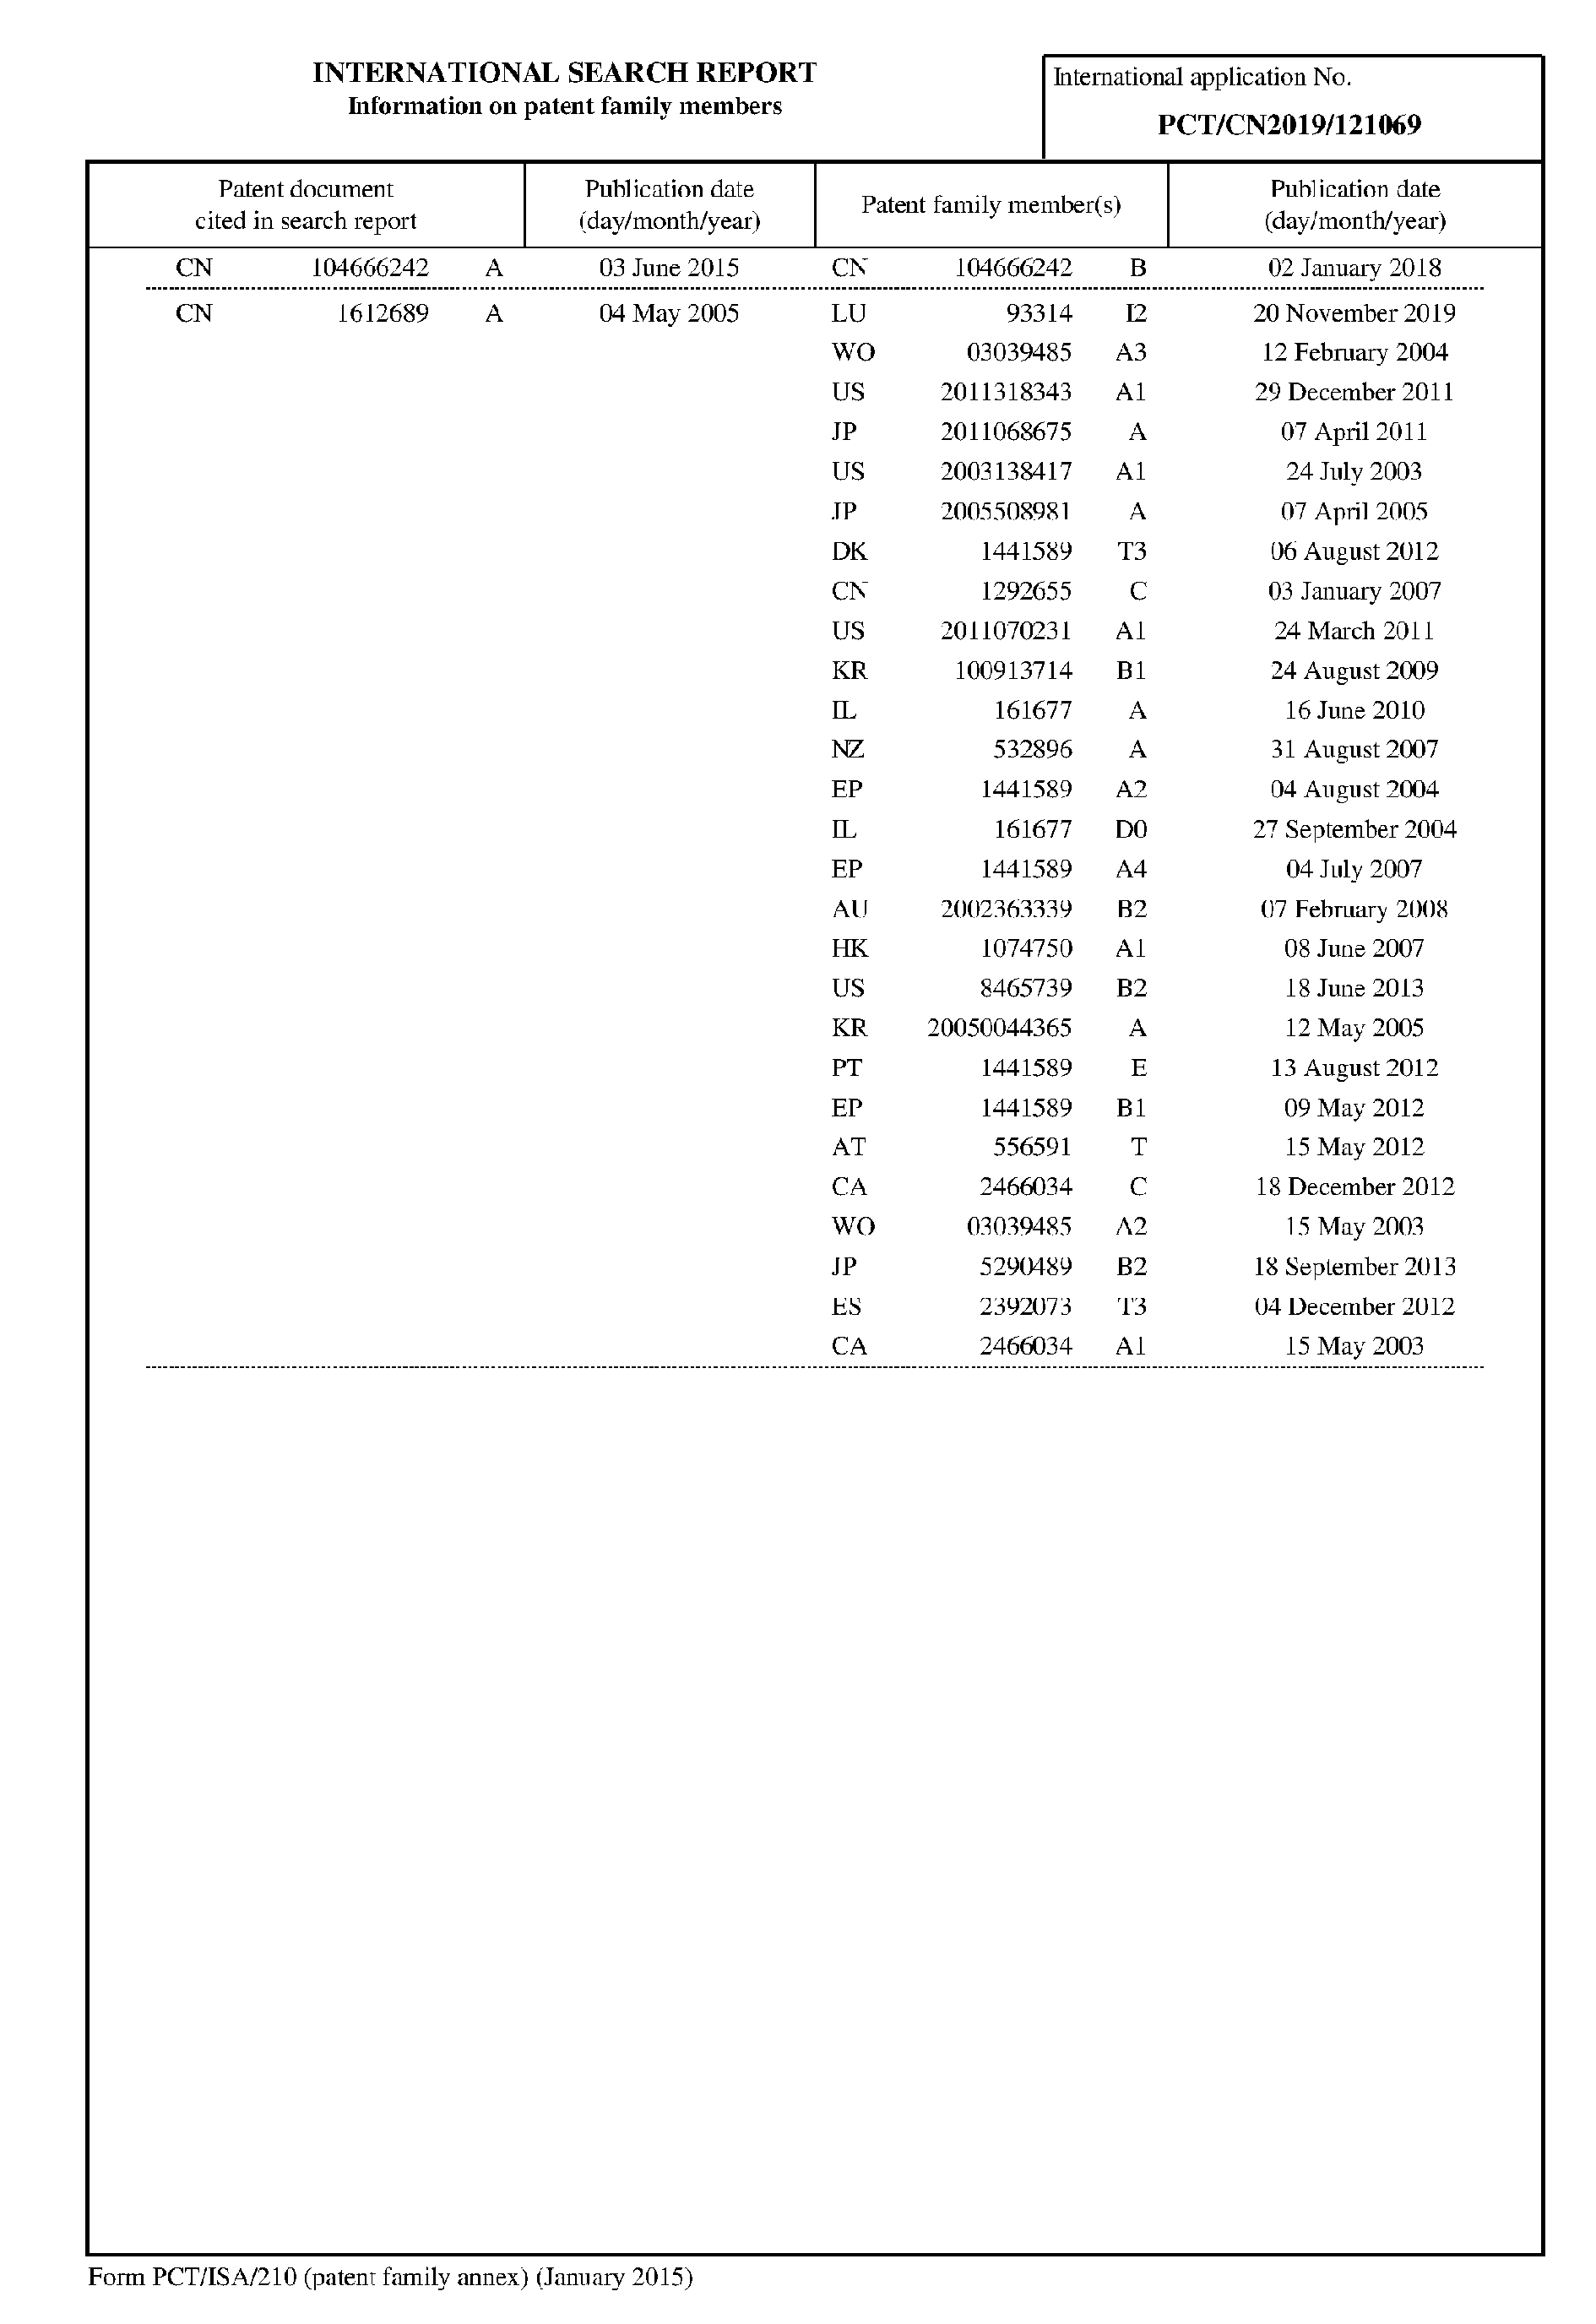 INTERNATIONAL SEARCH REPORT
Information on patent family members
International application No.
PCT/CN2019/121069
Patent document cited in search report
Publication date (day/month/year)
Patent family member(s)
Publication date (day/month/year)
CN 104666242 A 03 June 2015 CN 104666242 B 02 January 2018
CN 1612689 A 04 May 2005 LU 93314 I2 20 November 2019
WO 03039485 A3 12 February 2004
US 2011318343 A1 29 December 2011
JP 2011068675 A 07 April 2011
US 2003138417 A1 24 July 2003
JP 2005508981 A 07 April 2005
DK 1441589 T3 06 August 2012
CN 1292655 C 03 January 2007
US 2011070231 A1 24 March 2011
KR 100913714 B1 24 August 2009
IL 161677 A 16 June 2010
NZ 532896 A 31 August 2007
EP 1441589 A2 04 August 2004
IL 161677 D0 27 September 2004
EP 1441589 A4 04 July 2007
AU 2002363339 B2 07 February 2008
HK 1074750 A1 08 June 2007
US 8465739 B2 18 June 2013
KR 20050044365 A 12 May 2005
PT 1441589 E 13 August 2012
EP 1441589 B1 09 May 2012
AT 556591 T 15 May 2012
CA 2466034 C 18 December 2012
WO 03039485 A2 15 May 2003
JP 5290489 B2 18 September 2013
ES 2392073 T3 04 December 2012
CA 2466034 A1 15 May 2003
Form PCT/ISA/210 (patent family annex) (January 2015)